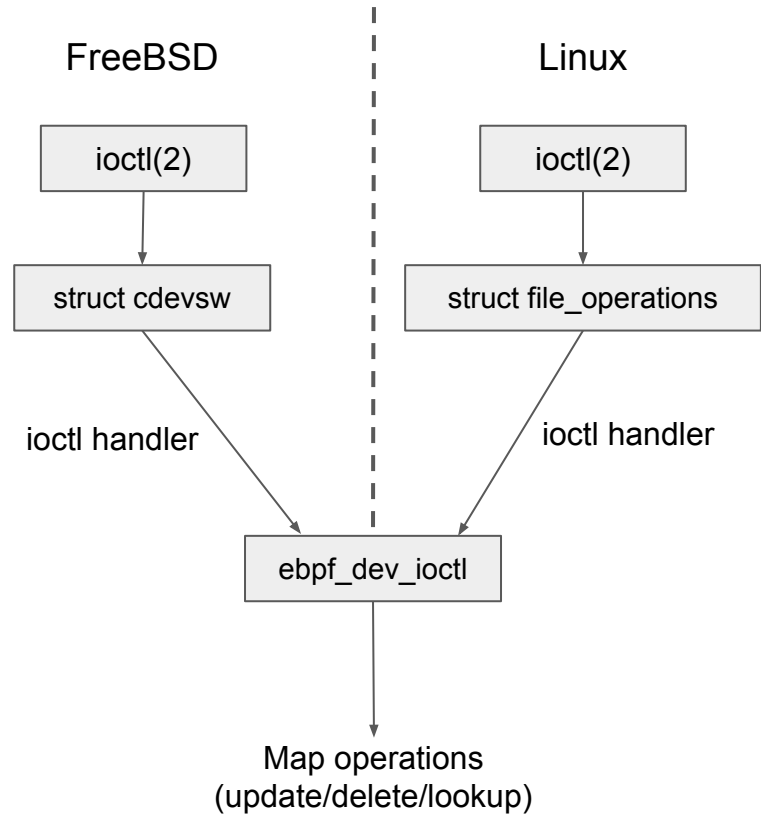 FreeBSD
Linux
ioctl(2)
ioctl(2)
struct cdevsw
struct file_operations
ioctl handler
ioctl handler
ebpf_dev_ioctl
Map operations
(update/delete/lookup)